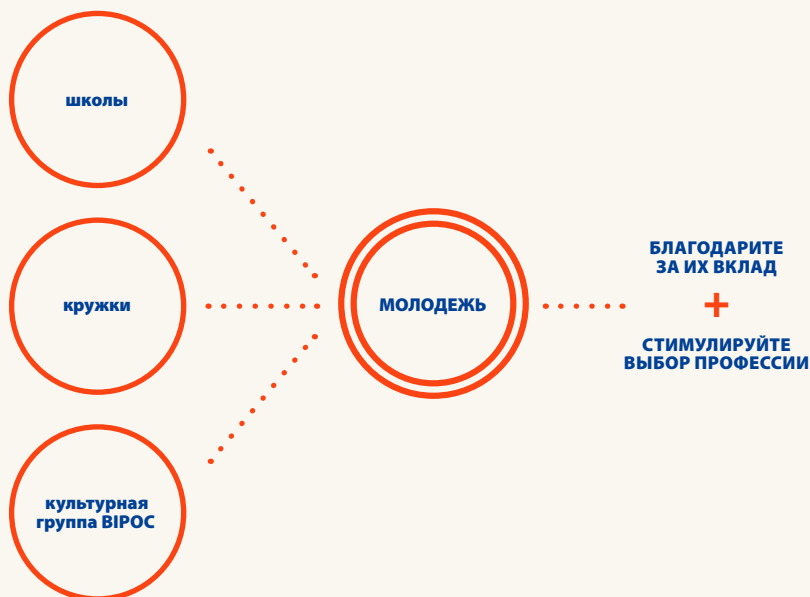 школы
кружки
культурная
группа BIPOC
МОЛОДЕЖЬ
БЛАГОДАРИТЕ
ЗА ИХ ВКЛАД
+
СТИМУЛИРУЙТЕ
ВЫБОР ПРОФЕССИИ